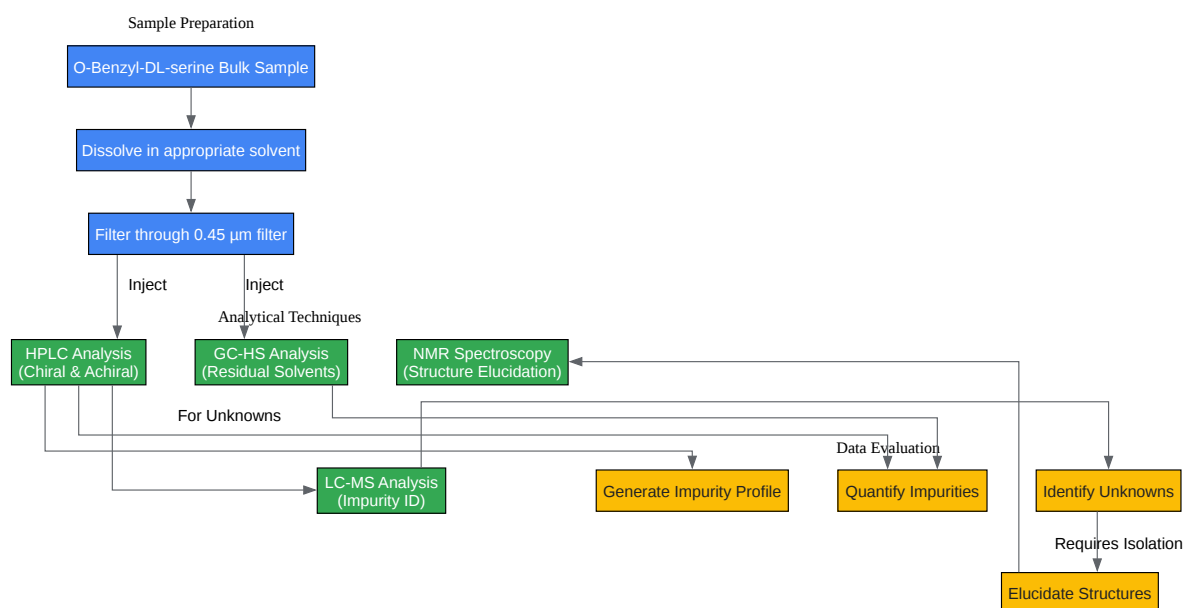 Sample Preparation
O-Benzyl-DL-serine Bulk Sample
Dissolve in appropriate solvent
Filter through 0.45 µm filter
Inject
Inject
Analytical Techniques
HPLC Analysis
(Chiral & Achiral)
GC-HS Analysis
(Residual Solvents)
NMR Spectroscopy
(Structure Elucidation)
For Unknowns
Data Evaluation
LC-MS Analysis
(Impurity ID)
Generate Impurity Profile
Quantify Impurities
Identify Unknowns
Requires Isolation
Elucidate Structures